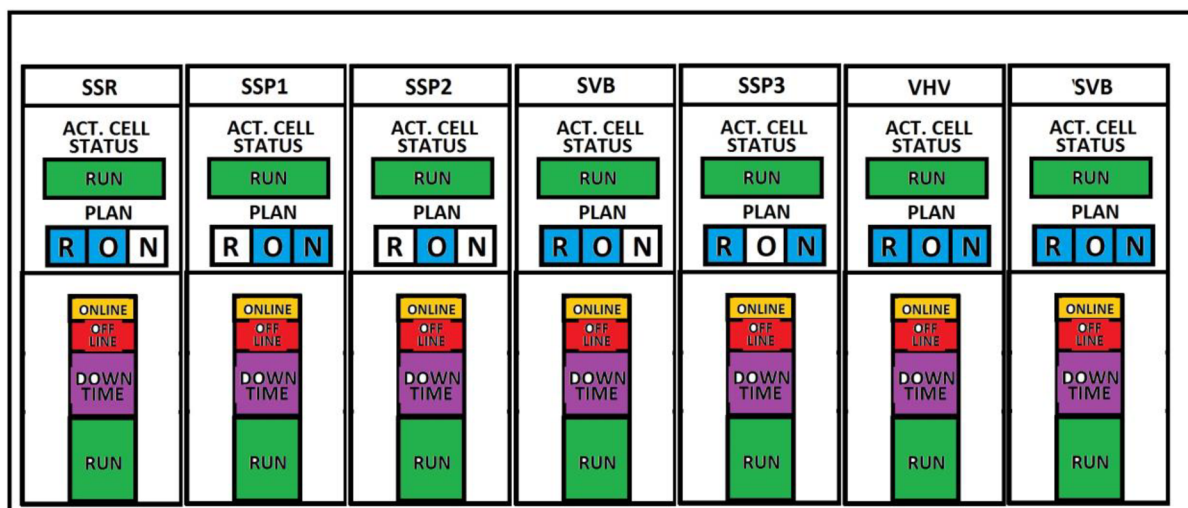 SSR SSP1 SSP2 SVB SSP3 VHV SVB
ACT. CELL ACT. CELL ACT. CELL ACT. CELL ACT. CELL ACT. CELL ACT. CELL
STATUS STATUS STATUS STATUS STATUS STATUS STATUS
RUN RUN RUN RUN RUN RUN RUN
PLAN PLAN PLAN PLAN PLAN PLAN PLAN
R O N R O N R O N R O N R O N R O N R O N
ONLINE ONLINE ONLINE ONLINE ONLINE ONLINE ONLINE
OFF OFF OFF OFF OFF OFF OFF
LINE LINE LINE LINE LINE LINE LINE
DOWN DOWN DOWN DOWN DOWN DOWN DOWN
TIME TIME TIME TIME TIME TIME TIME
RUN RUN RUN RUN RUN RUN RUN